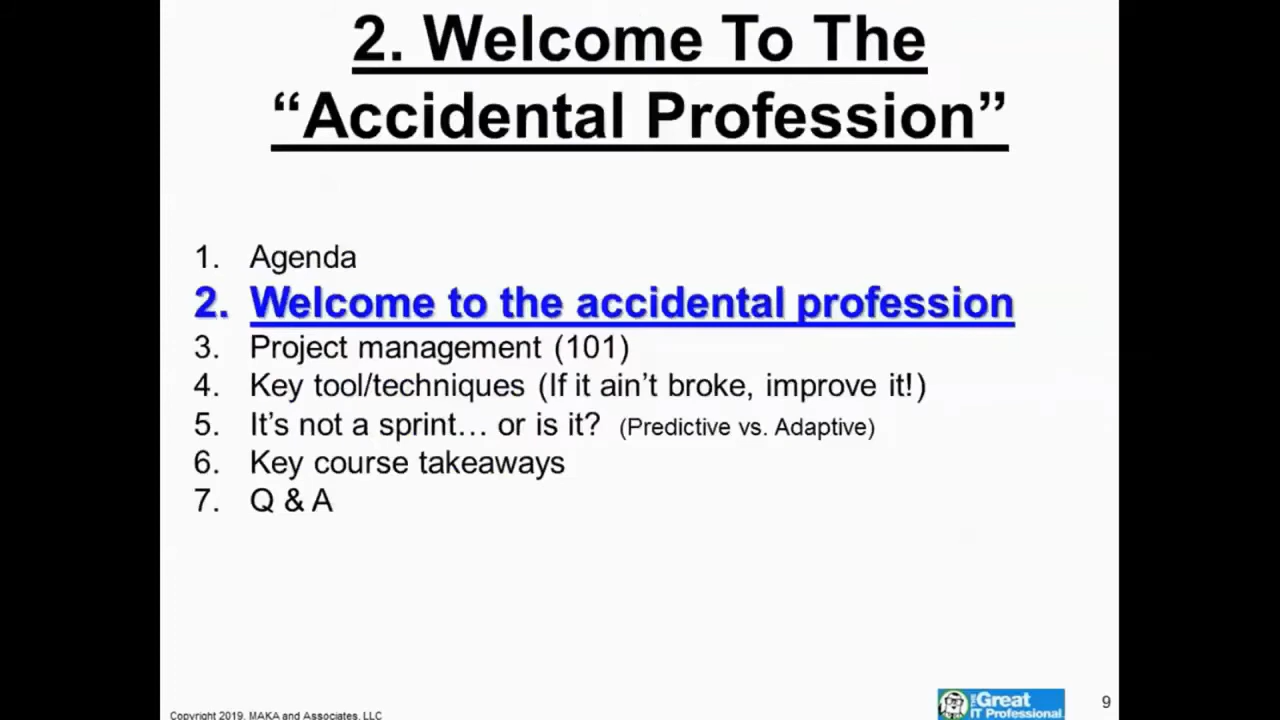 2. Welcome To The
“Accidental Profession”
1. Agenda
2. Welcome to the accidental profession
3. Project management (101)
4. Key tool/techniques (If it ain’t broke, improve it!)
5. It’s not a sprint… or is it? (Predictive vs. Adaptive)
6. Key course takeaways
7. Q & A
Copyright 2019, MAKA and Associates, LLC
THE Great
IT Professional
9